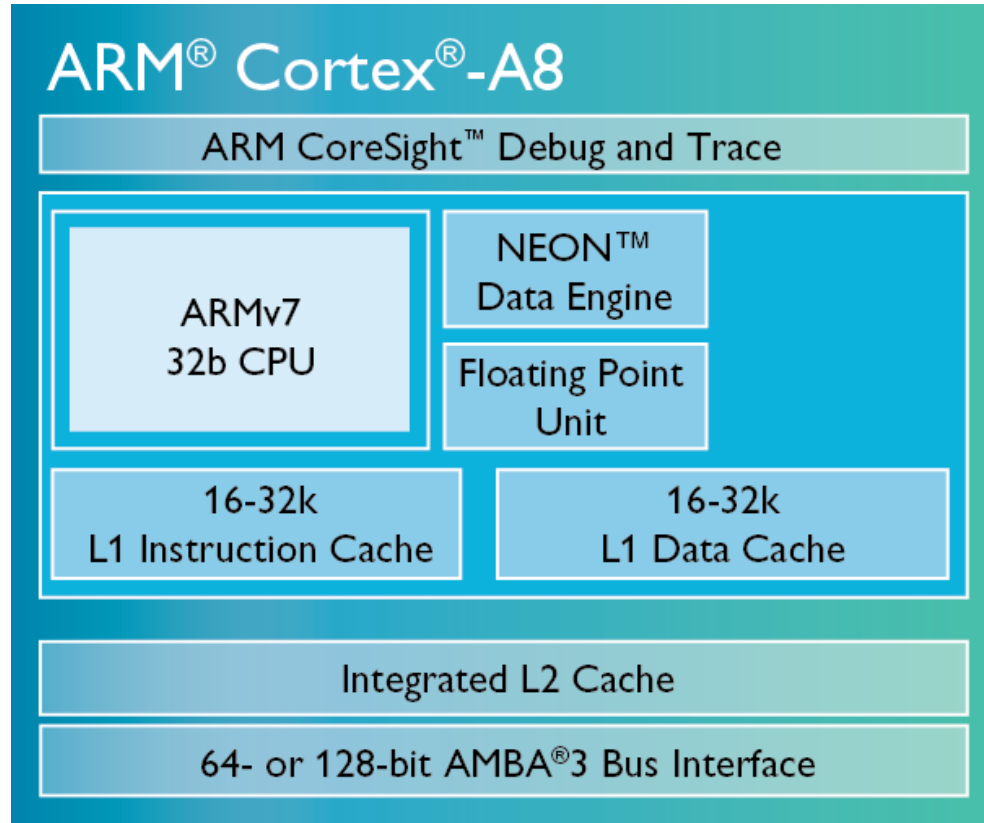 ARM® Cortex®-A8
ARM CoreSight™ Debug and Trace
ARMv7
32b CPU
NEON™
Data Engine
Floating Point
Unit
16-32k
L1 Instruction Cache
16-32k
L1 Data Cache
Integrated L2 Cache
64- or 128-bit AMBA®3 Bus Interface